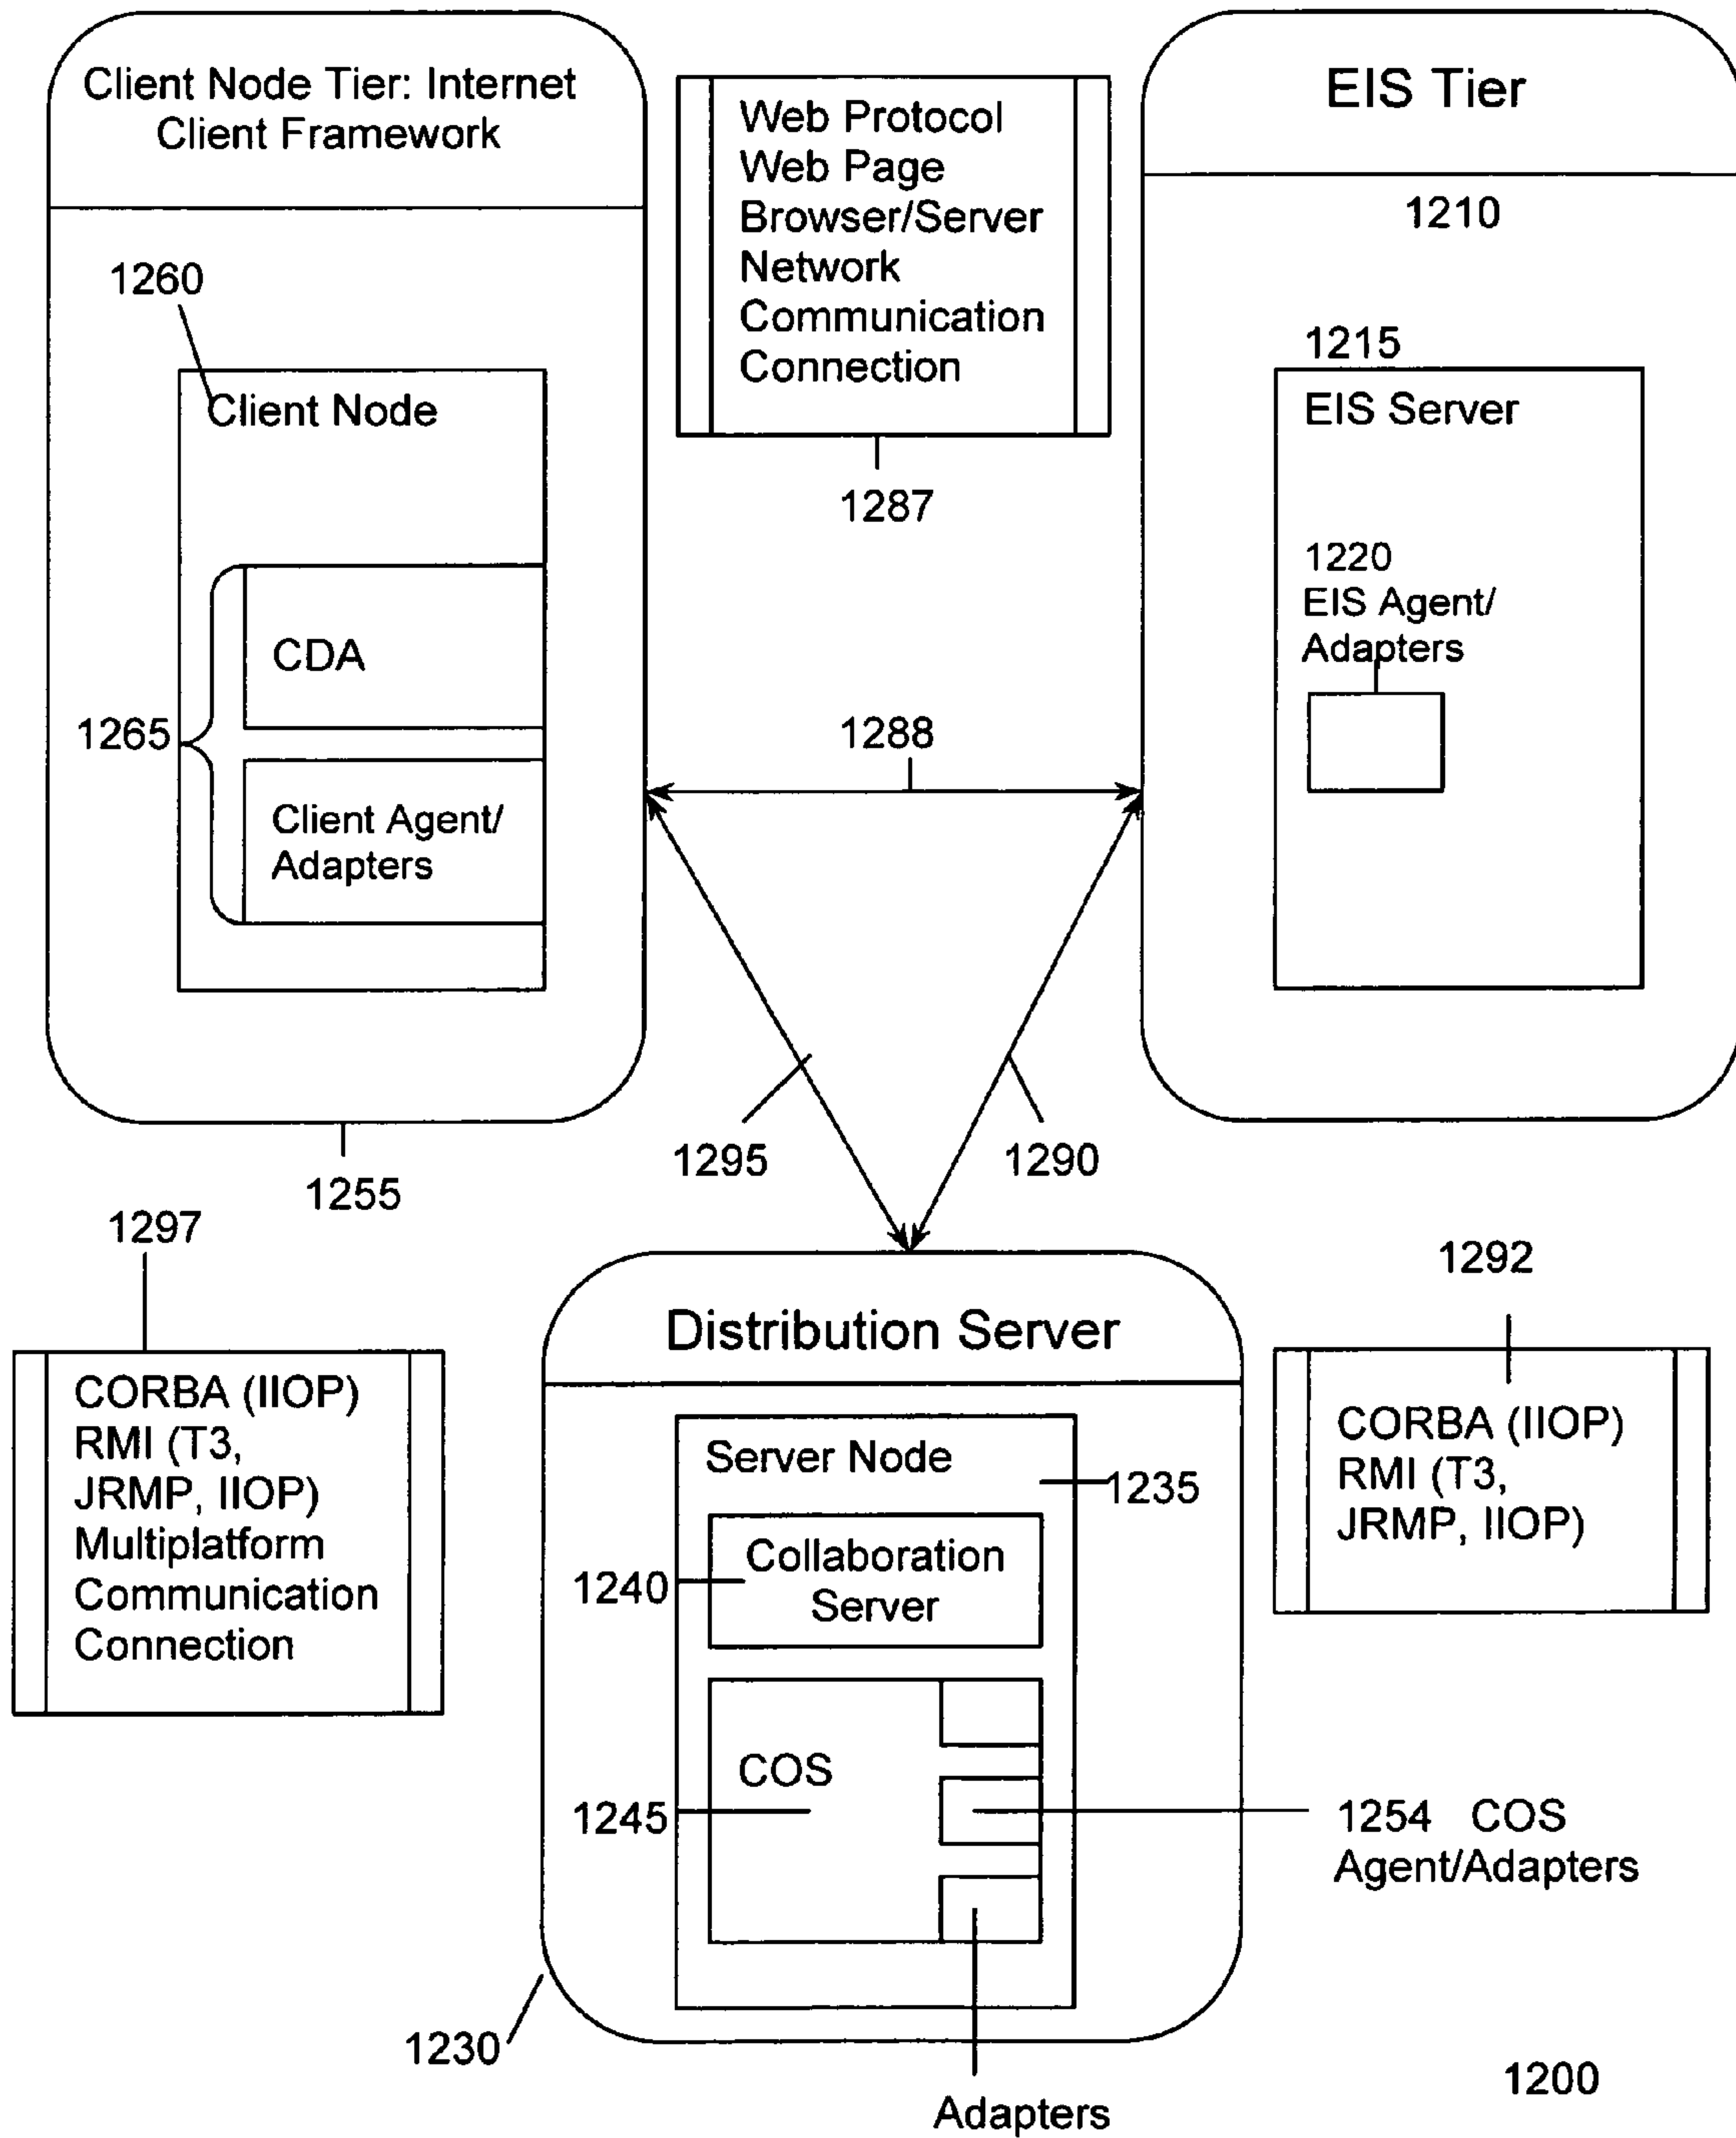 Client Node Tier: Internet
Client Framework
1260
Client Node
CDA
1265
Client Agent/
Adapters
1255
Web Protocol
Web Page
Browser/Server
Network
Communication
Connection
1287
EIS Tier
1210
1215
EIS Server
1220
EIS Agent/
Adapters
1288
1295
1290
1297
CORBA (IIOP)
RMI (T3,
JRMP, IIOP)
Multiplatform
Communication
Connection
Distribution Server
Server Node
1235
1240
Collaboration
Server
COS
1245
1254 COS
Agent/Adapters
1230
Adapters
1292
CORBA (IIOP)
RMI (T3,
JRMP, IIOP)
1200